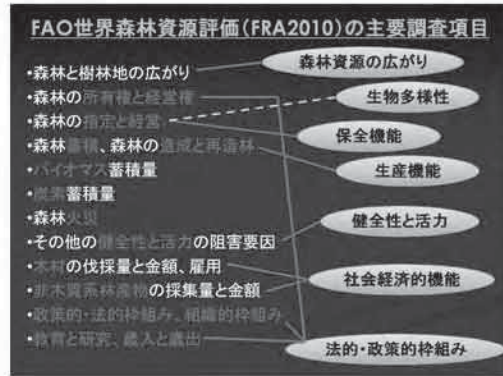 FAO世界森林資源評価(FRA2010)の主要調査項目
•森林と樹林地の広がり
•森林の所有権と経営権
•森林の指定と経営
•森林蓄積、森林の造成と再造林
•バイオマス蓄積量
•炭素蓄積量
•森林火災
•その他の健全性と活力の阻害要因
•木材の伐採量と金額、雇用
•非木質系林産物の採集量と金額
•政策的・法的枠組み、組織的枠組み
•教育と研究、歳入と歳出
森林資源の広がり
生物多様性
保全機能
生産機能
健全性と活力
社会経済的機能
法的・政策的枠組み